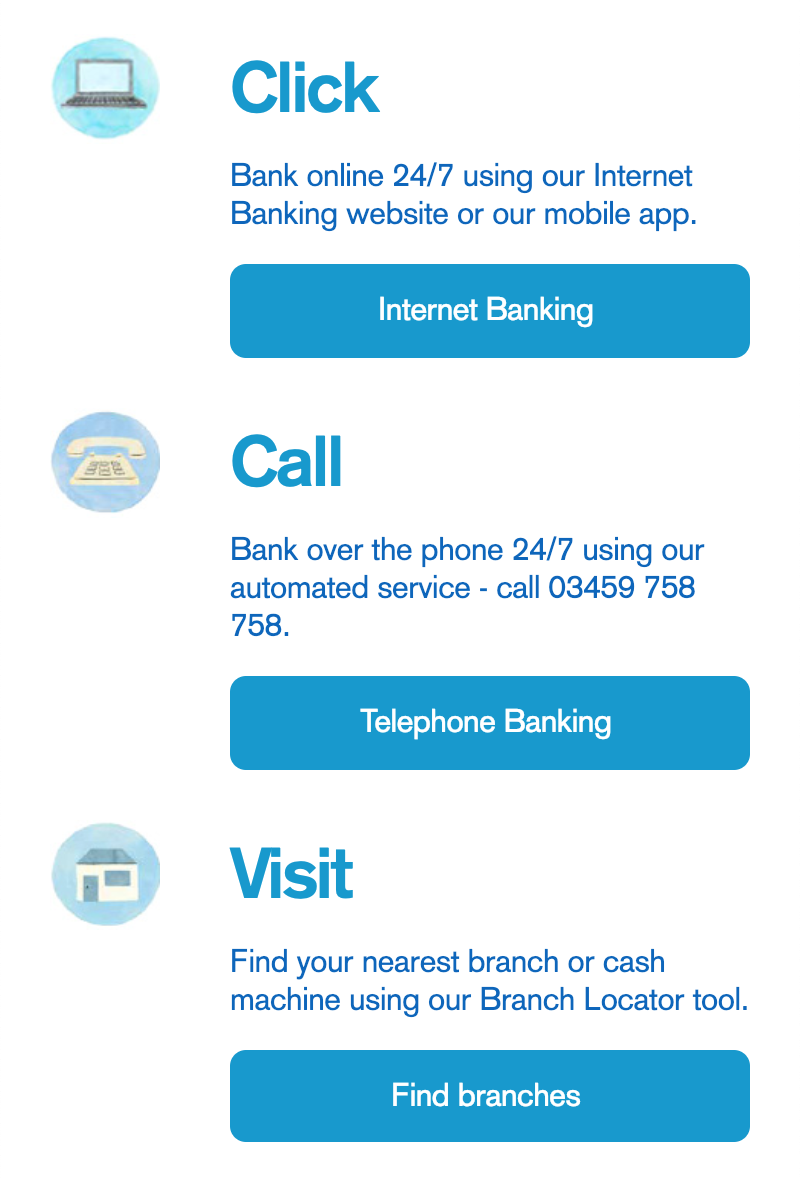 Click
Bank online 24/7 using our Internet
Banking website or our mobile app.
Internet Banking
Call
Bank over the phone 24/7 using our
automated service - call 03459 758
758.
Telephone Banking
Visit
Find your nearest branch or cash
machine using our Branch Locator tool.
Find branches